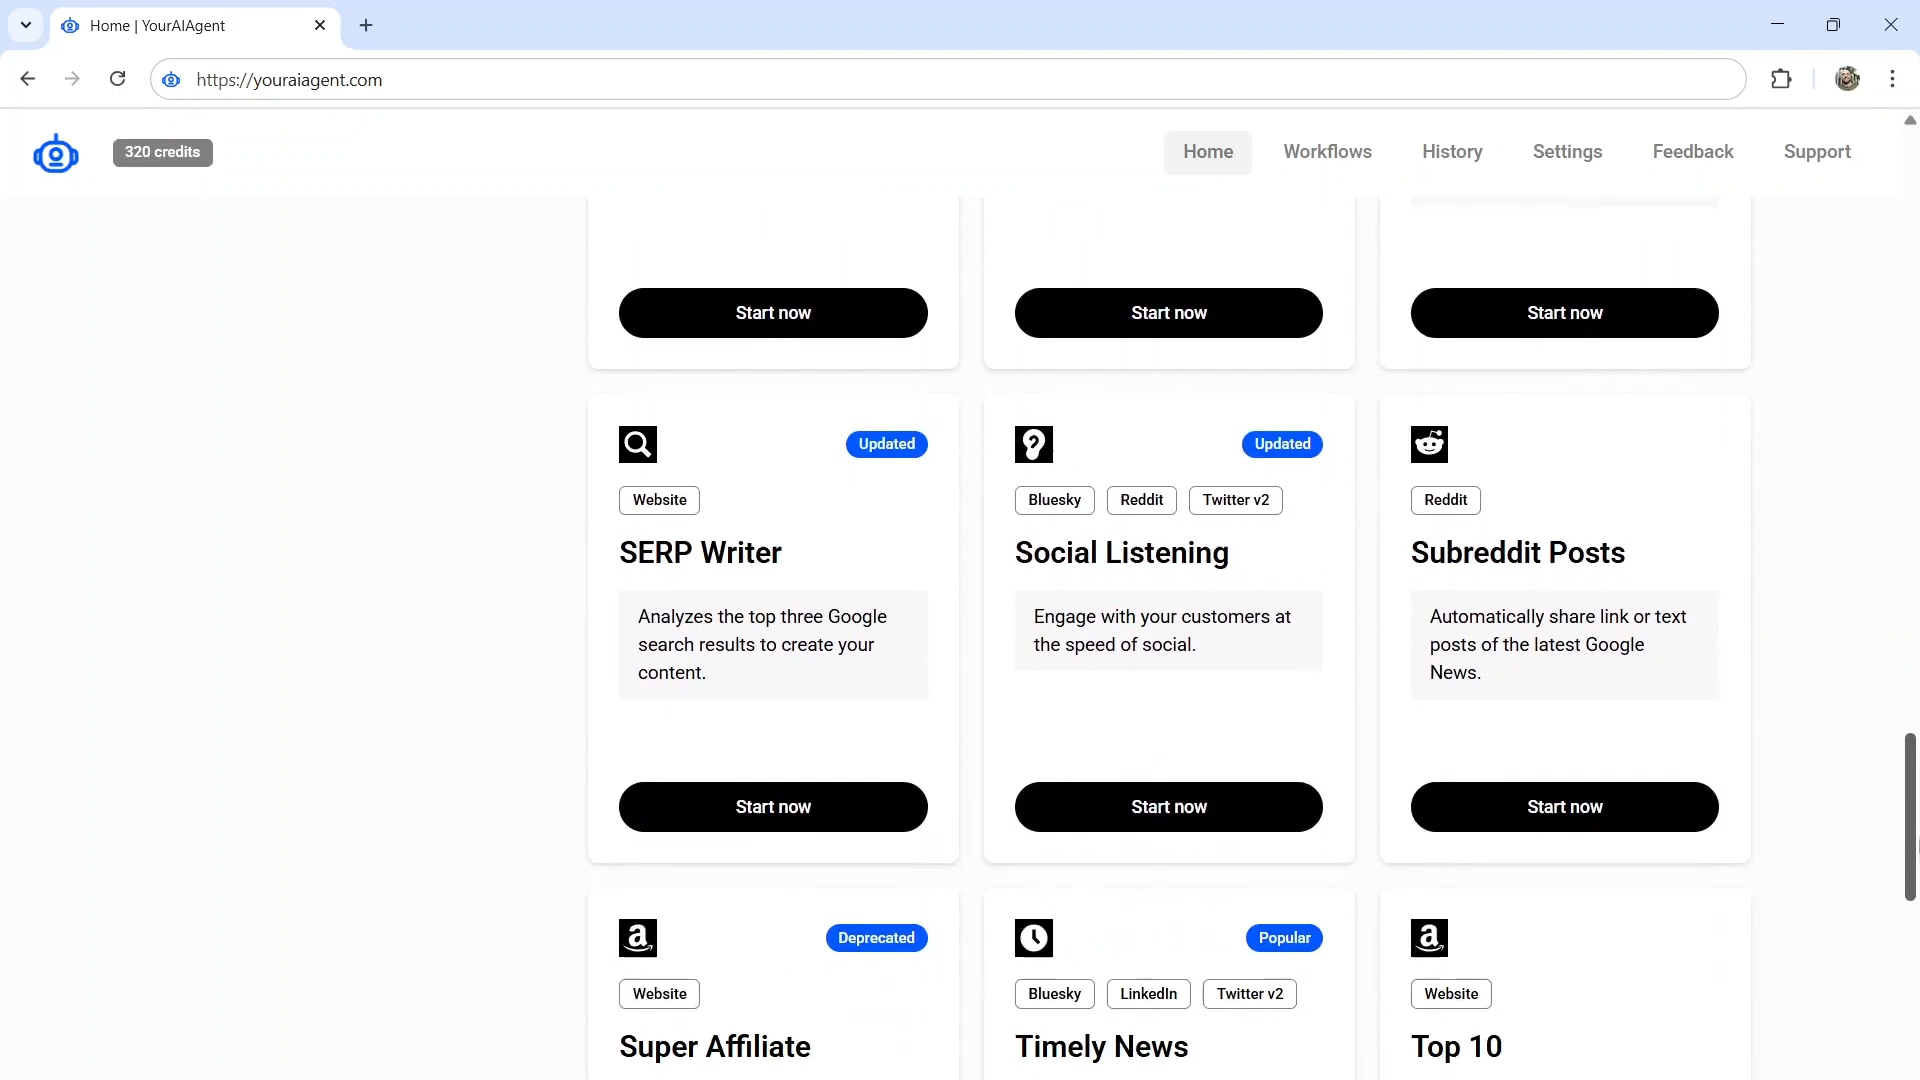 Home | YourAIAgent
https://youraiagent.com
320 credits
Home
Workflows
History
Settings
Feedback
Support
Start now
Start now
Start now
Updated
Website
SERP Writer
Analyzes the top three Google
search results to create your
content.
Start now
Updated
Bluesky
Reddit
Twitter v2
Social Listening
Engage with your customers at
the speed of social.
Start now
Reddit
Subreddit Posts
Automatically share link or text
posts of the latest Google
News.
Start now
Deprecated
Website
Super Affiliate
Popular
Bluesky
LinkedIn
Twitter v2
Timely News
Website
Top 10